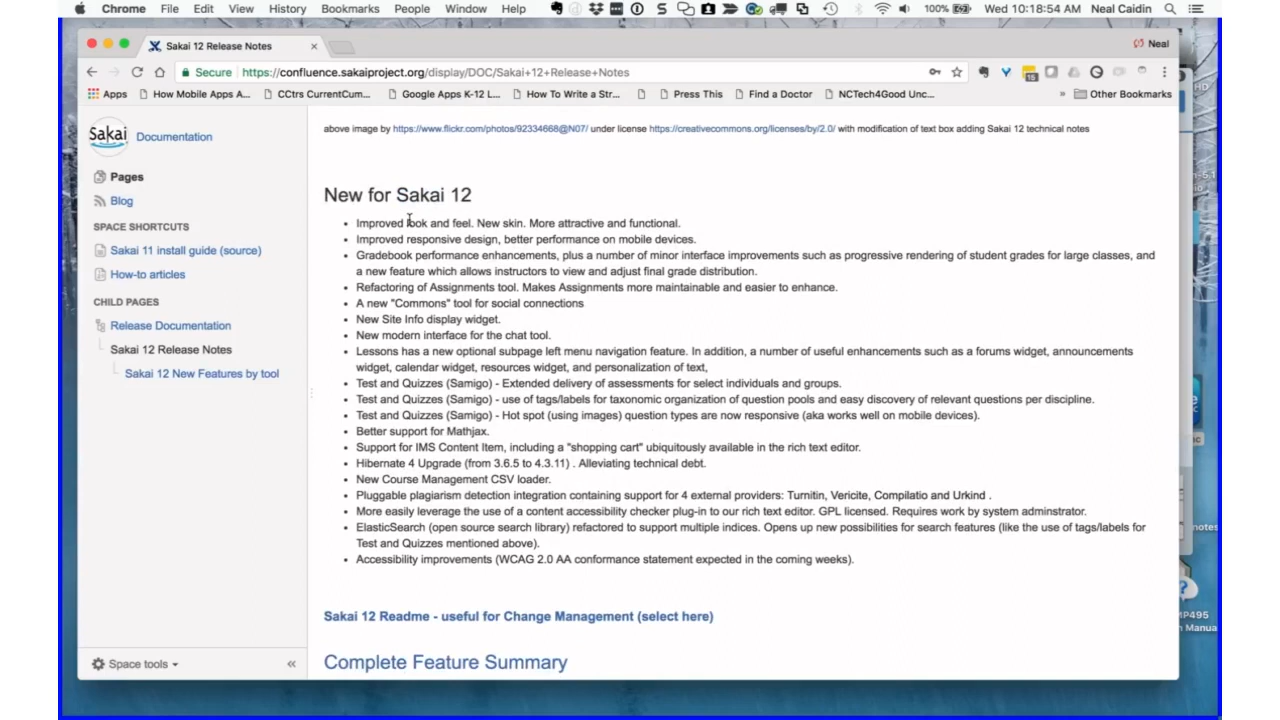 Chrome File Edit View History Bookmarks People Window Help 100% Wed 10:18:54 AM Neal Caidin
Sakai 12 Release Notes Neal
Secure https://confluence.sakaiproject.org/display/DOC/Sakai+12+Release+Notes
Apps How Mobile Apps A... CCtrs CurrentCum... Google Apps K-12 L... How To Write a Str... Press This Find a Doctor NCTech4Good Unc... » Other Bookmarks
Sakai Documentation
Pages
Blog
SPACE SHORTCUTS
Sakai 11 install guide (source)
How-to articles
CHILD PAGES
Release Documentation
Sakai 12 Release Notes
Sakai 12 New Features by tool
Space tools
above image by https://www.flickr.com/photos/92334668@N07/ under license https://creativecommons.org/licenses/by/2.0/ with modification of text box adding Sakai 12 technical notes
New for Sakai 12
• Improved look and feel. New skin. More attractive and functional.
• Improved responsive design, better performance on mobile devices.
• Gradebook performance enhancements, plus a number of minor interface improvements such as progressive rendering of student grades for large classes, and
a new feature which allows instructors to view and adjust final grade distribution.
• Refactoring of Assignments tool. Makes Assignments more maintainable and easier to enhance.
• A new "Commons" tool for social connections
• New Site Info display widget.
• New modern interface for the chat tool.
• Lessons has a new optional subpage left menu navigation feature. In addition, a number of useful enhancements such as a forums widget, announcements
widget, calendar widget, resources widget, and personalization of text,
• Test and Quizzes (Samigo) - Extended delivery of assessments for select individuals and groups.
• Test and Quizzes (Samigo) - use of tags/labels for taxonomic organization of question pools and easy discovery of relevant questions per discipline.
• Test and Quizzes (Samigo) - Hot spot (using images) question types are now responsive (aka works well on mobile devices).
• Better support for Mathjax.
• Support for IMS Content Item, including a "shopping cart" ubiquitously available in the rich text editor.
• Hibernate 4 Upgrade (from 3.6.5 to 4.3.11) . Alleviating technical debt.
• New Course Management CSV loader.
• Pluggable plagiarism detection integration containing support for 4 external providers: Turnitin, Vericite, Compilatio and Urkind .
• More easily leverage the use of a content accessibility checker plug-in to our rich text editor. GPL licensed. Requires work by system adminstrator.
• ElasticSearch (open source search library) refactored to support multiple indices. Opens up new possibilities for search features (like the use of tags/labels for
Test and Quizzes mentioned above).
• Accessibility improvements (WCAG 2.0 AA conformance statement expected in the coming weeks).
Sakai 12 Readme - useful for Change Management (select here)
Complete Feature Summary
HD
notes
MP495
n Manual